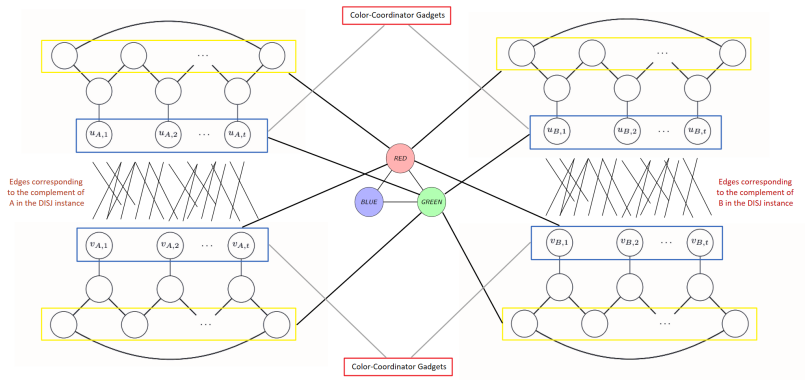 Color-Coordinator Gadgets
...
...
u_{A,1} u_{A,2} ... u_{A,t}
u_{B,1} u_{B,2} ... u_{B,t}
RED
Edges corresponding
to the complement of
A in the DISJ instance
Edges corresponding
to the complement of
B in the DISJ instance
BLUE
GREEN
v_{A,1} v_{A,2} ... v_{A,t}
v_{B,1} v_{B,2} ... v_{B,t}
...
...
Color-Coordinator Gadgets